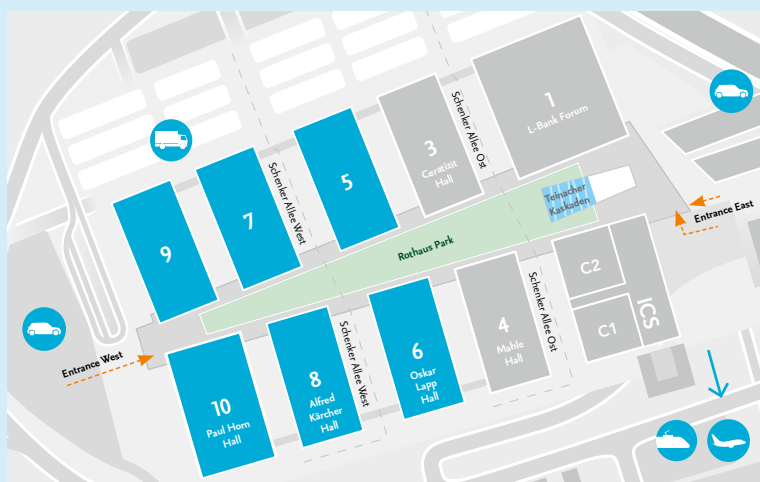 1
L-Bank Forum
3
Ceratizit
Hall
Schenker Allee Ost
5
Schenker Allee West
7
9
Teinacher
Kaskaden
Entrance East
Rothaus Park
C2
C1
ICS
Schenker Allee Ost
4
Mahle
Hall
6
Oskar
Lapp
Hall
Schenker Allee West
8
Alfred
Kärcher
Hall
10
Paul Horn
Hall
Entrance West